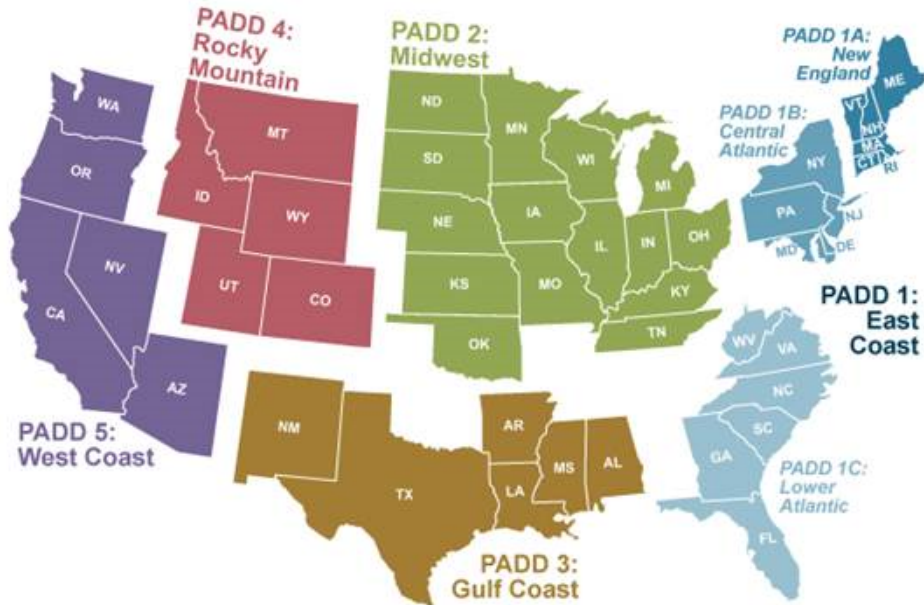 PADD 4:
Rocky
Mountain
PADD 2:
Midwest
PADD 1A:
New
England
PADD 1B:
Central
Atlantic
WA
OR
NV
CA
AZ
PADD 5:
West Coast
MT
ID
WY
UT
CO
ND
MN
SD
WI
MI
NE
IA
IL
IN
OH
KS
MO
KY
OK
TN
ME
VT
NH
MA
CT
RI
NY
PA
NJ
MD
DE
PADD 1:
East
Coast
WV
VA
NC
SC
GA
FL
PADD 1C:
Lower
Atlantic
NM
TX
AR
LA
MS
AL
PADD 3:
Gulf Coast